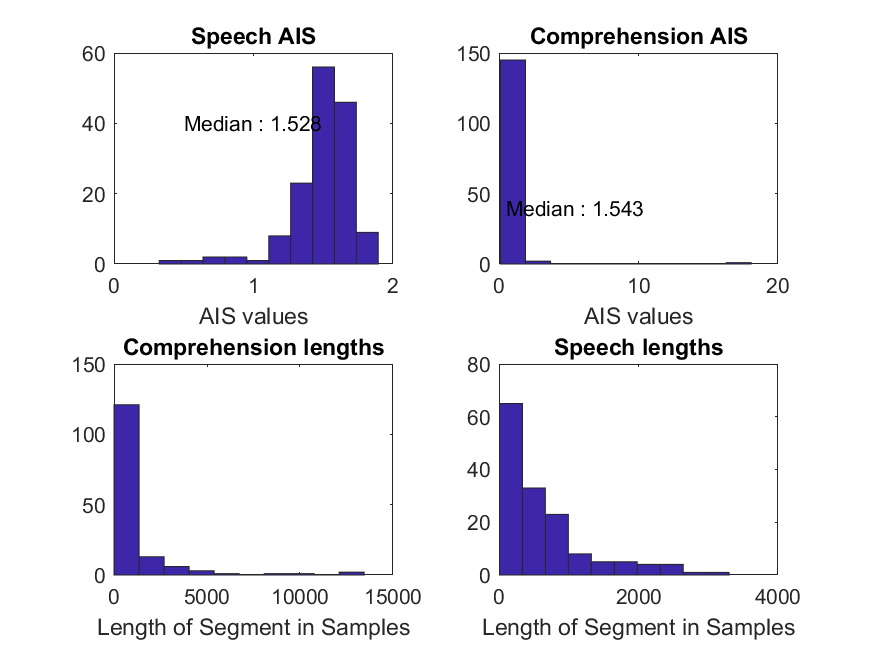 Speech AIS
60
40
20
0
Median : 1.528
0 1 2
AIS values
Comprehension AIS
150
100
50
0
Median : 1.543
0 10 20
AIS values
Comprehension lengths
150
100
50
0
0 5000 10000 15000
Length of Segment in Samples
Speech lengths
80
60
40
20
0
0 2000 4000
Length of Segment in Samples